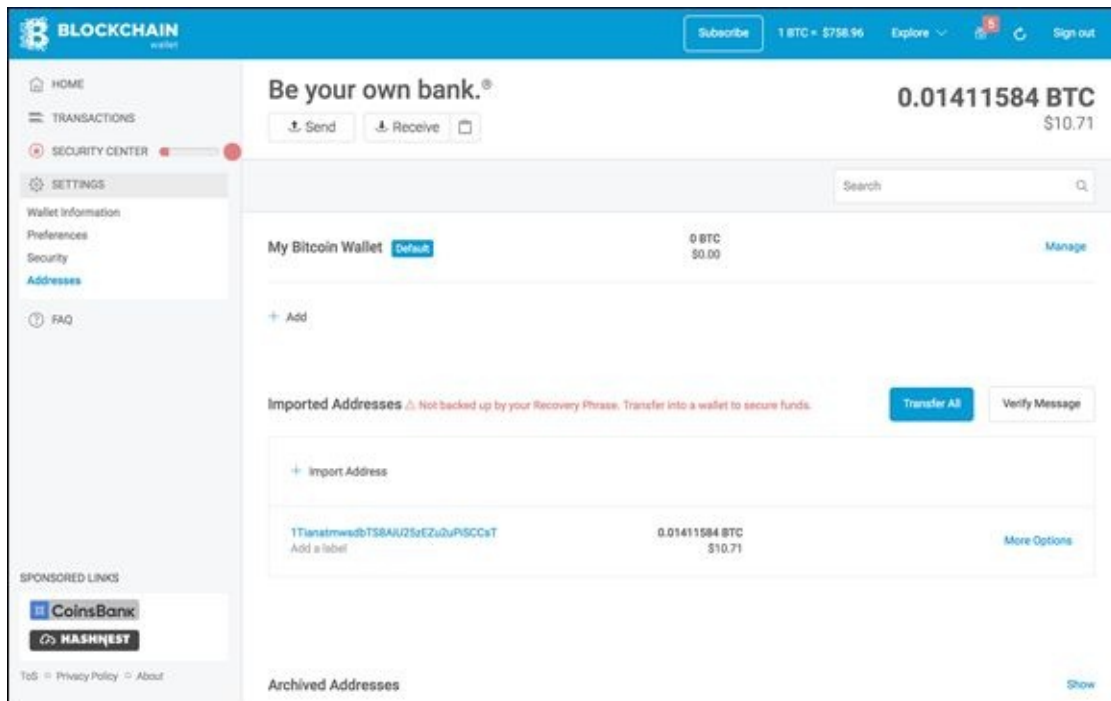 BLOCKCHAIN
wallet
Subscribe
1 BTC = $758.96
Explore
5
Sign out
HOME
TRANSACTIONS
SECURITY CENTER
SETTINGS
Wallet Information
Preferences
Security
Addresses
FAQ
Be your own bank.®
Send
Receive
0.01411584 BTC
$10.71
Search
My Bitcoin Wallet Default
0 BTC
$0.00
Manage
+ Add
Imported Addresses Not backed up by your Recovery Phrase. Transfer into a wallet to secure funds.
Transfer All
Verify Message
+ Import Address
Add a label
0.01411584 BTC
$10.71
More Options
SPONSORED LINKS
CoinsBank
HASHNEST
ToS Privacy Policy About
Archived Addresses
Show